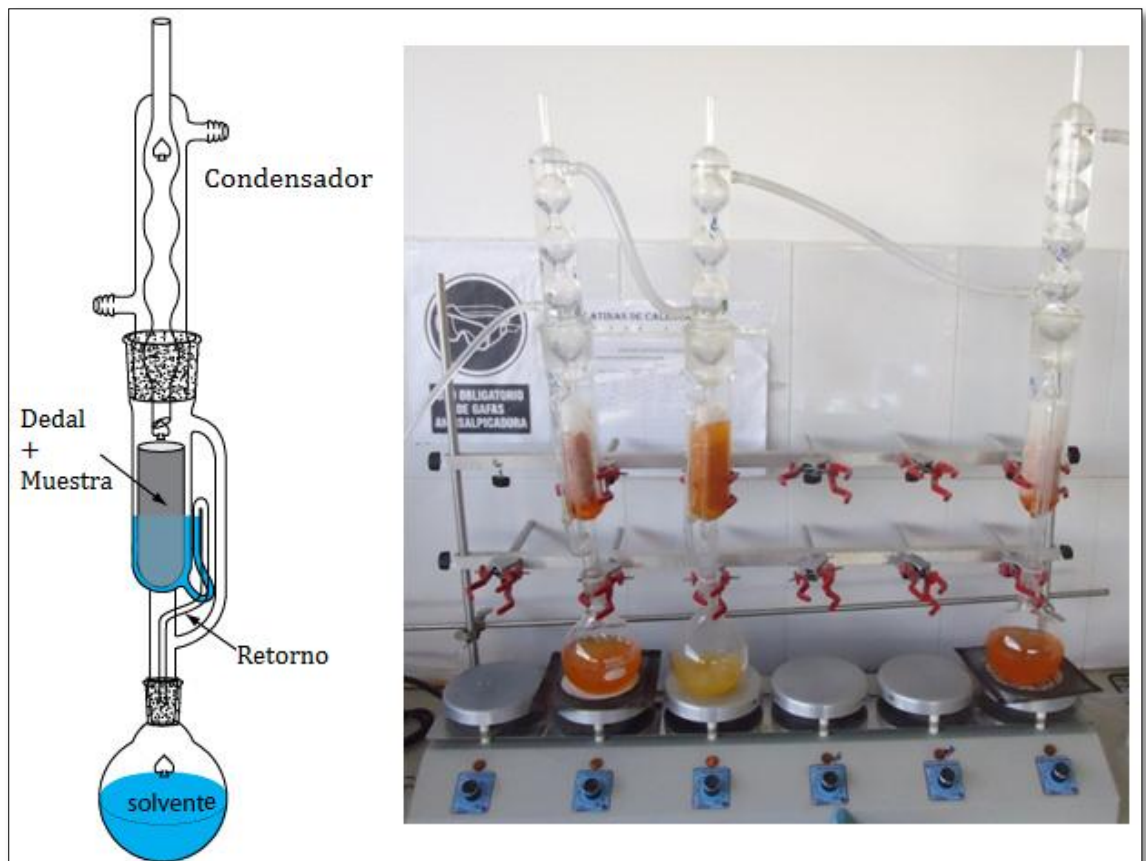 Condensador
Dedal
+
Muestra
Retorno
solvente
OBLIGATORIO
DE GAFAS